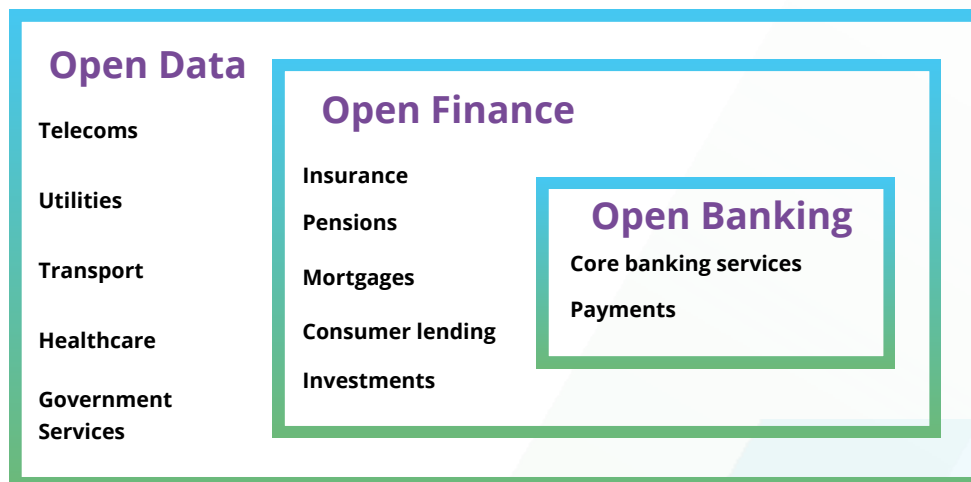 Open Data
Telecoms
Utilities
Transport
Healthcare
Government
Services
Open Finance
Insurance
Pensions
Mortgages
Consumer lending
Investments
Open Banking
Core banking services
Payments